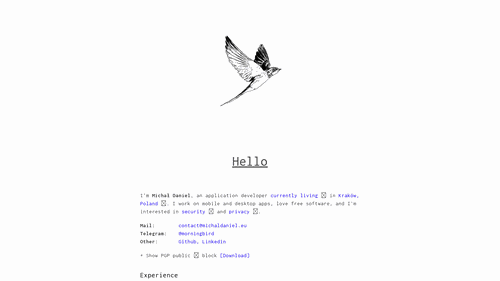 Hello
I'm Michał Daniel, an application developer currently living in Kraków,
Poland . I work on mobile and desktop apps, love free software, and I'm
interested in security and privacy .
Mail: contact@michaldaniel.eu
Telegram: @morningbird
Other: Github, Linkedin
‣ Show PGP public block [Download]
Experience